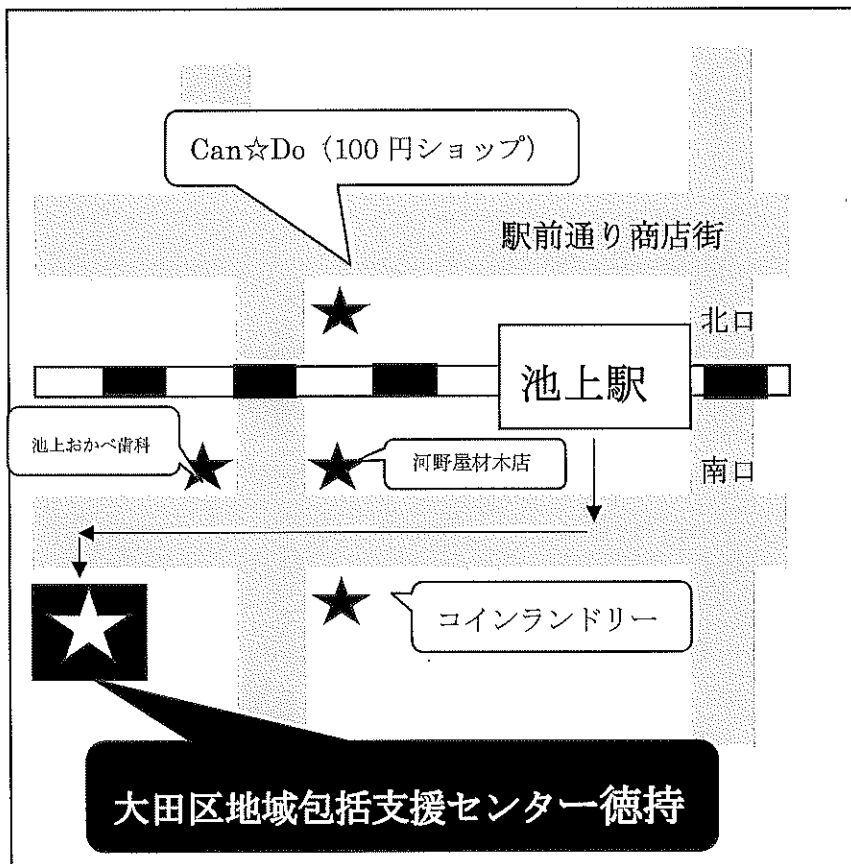 Can☆Do（100円ショップ）
駅前通り商店街
北口
池上駅
池上おかべ歯科
河野屋材木店
南口
コインランドリー
大田区地域包括支援センター徳持